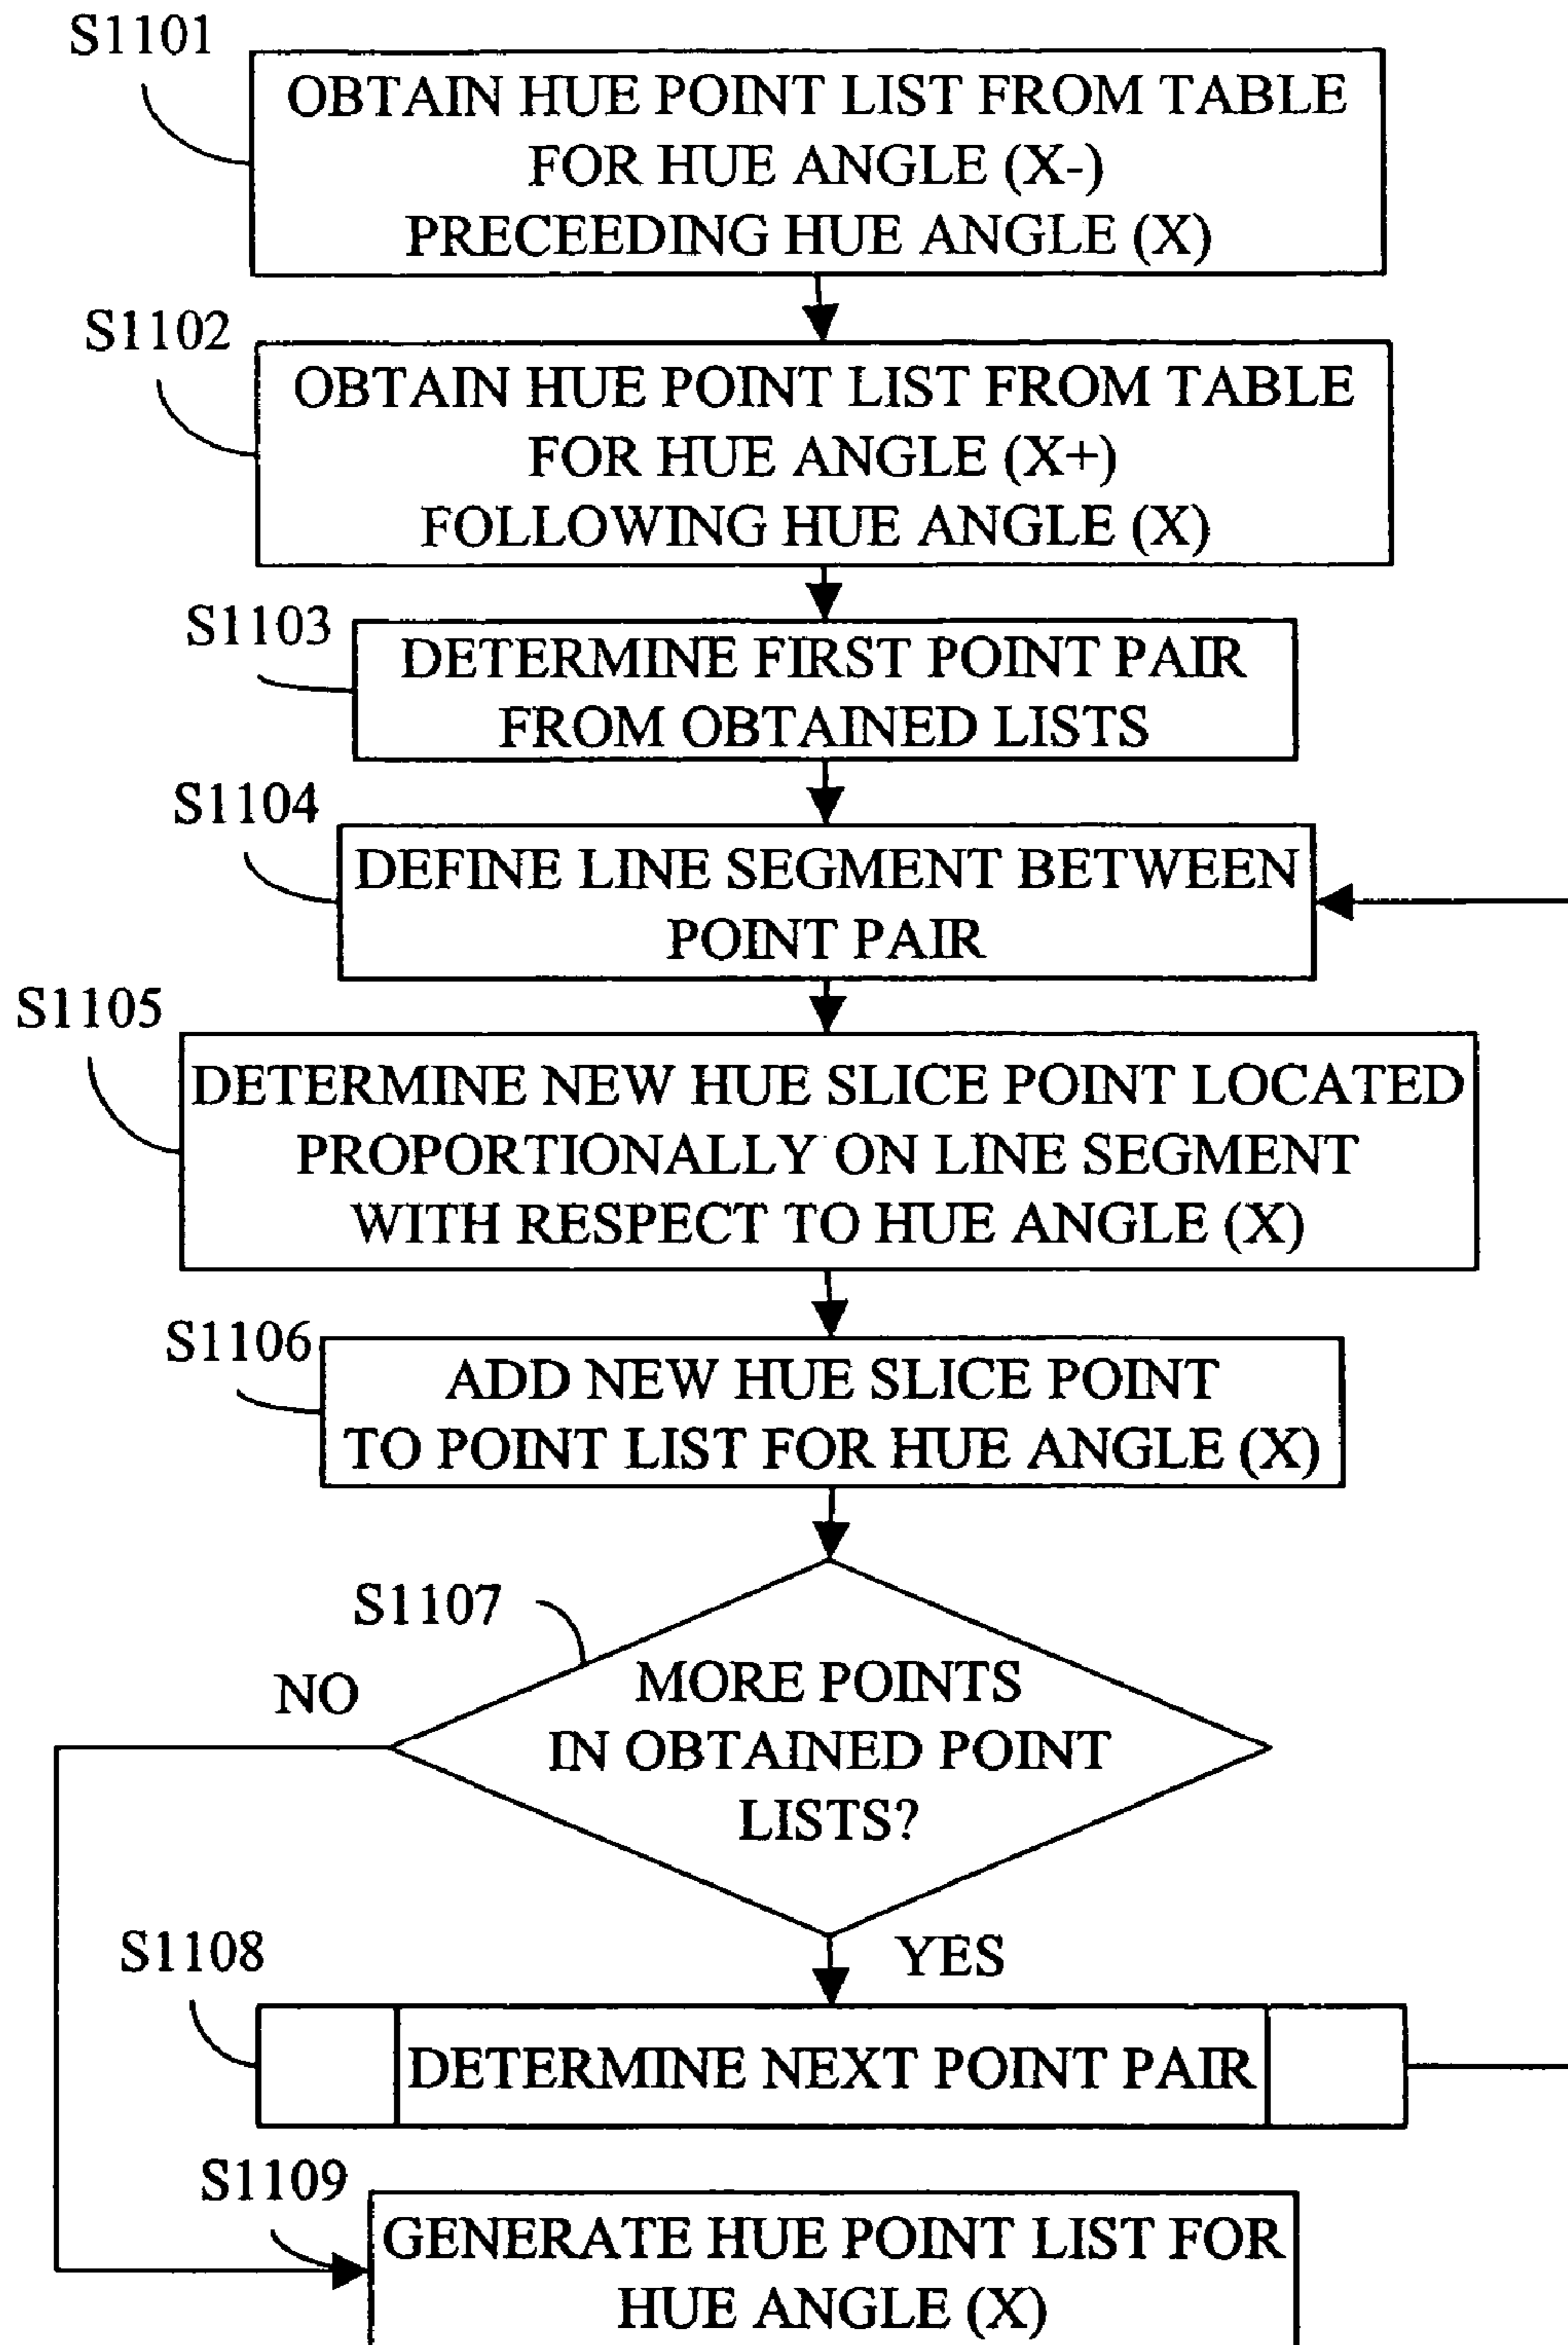 S1101
OBTAIN HUE POINT LIST FROM TABLE
FOR HUE ANGLE (X-)
PRECEEDING HUE ANGLE (X)
S1102
OBTAIN HUE POINT LIST FROM TABLE
FOR HUE ANGLE (X+)
FOLLOWING HUE ANGLE (X)
S1103
DETERMINE FIRST POINT PAIR
FROM OBTAINED LISTS
S1104
DEFINE LINE SEGMENT BETWEEN
POINT PAIR
S1105
DETERMINE NEW HUE SLICE POINT LOCATED
PROPORTIONALLY ON LINE SEGMENT
WITH RESPECT TO HUE ANGLE (X)
S1106
ADD NEW HUE SLICE POINT
TO POINT LIST FOR HUE ANGLE (X)
S1107
MORE POINTS
IN OBTAINED POINT
LISTS?
NO
YES
S1108
DETERMINE NEXT POINT PAIR
S1109
GENERATE HUE POINT LIST FOR
HUE ANGLE (X)